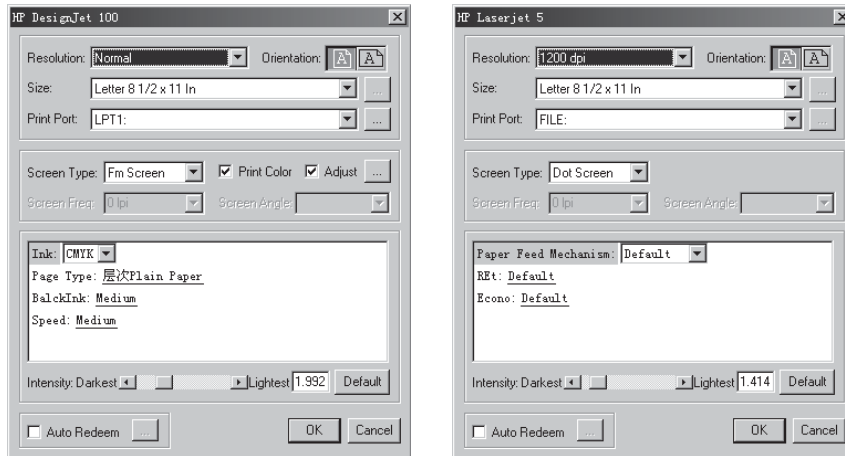 HP DesignJet 100
Resolution: Normal Orientation: A A
Size: Letter 8 1/2 x 11 In ...
Print Port: LPT1: ...
Screen Type: Fm Screen Print Color Adjust ...
Screen Freq: 0 lpi Screen Angle:
Ink: CMYK
Page Type: 层次Plain Paper
BalckInk: Medium
Speed: Medium
Intensity: Darkest Lightest 1.992 Default
Auto Redeem ... OK Cancel
HP Laserjet 5
Resolution: 1200 dpi Orientation: A A
Size: Letter 8 1/2 x 11 In ...
Print Port: FILE: ...
Screen Type: Dot Screen
Screen Freq: 0 lpi Screen Angle:
Paper Feed Mechanism: Default
REt: Default
Econo: Default
Intensity: Darkest Lightest 1.414 Default
Auto Redeem ... OK Cancel